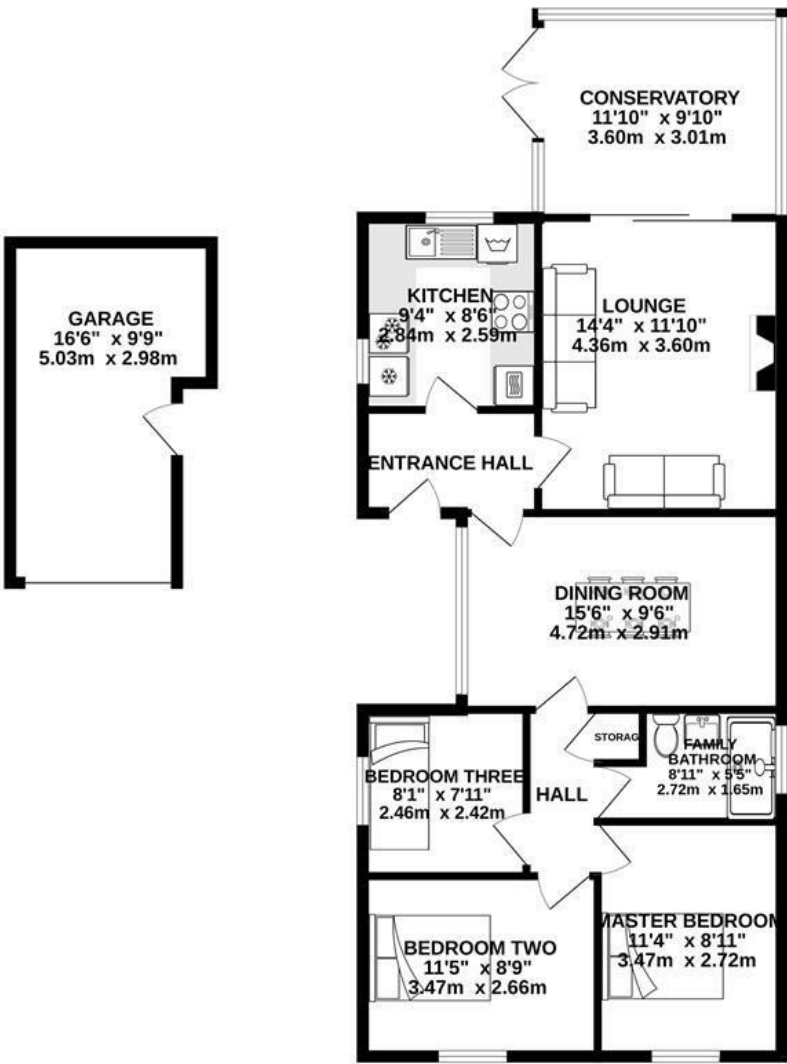 CONSERVATORY
11'10" x 9'10"
3.60m x 3.01m
GARAGE
16'6" x 9'9"
5.03m x 2.98m
KITCHEN
9'4" x 8'6"
2.84m x 2.59m
LOUNGE
14'4" x 11'10"
4.36m x 3.60m
ENTRANCE HALL
DINING ROOM
15'6" x 9'6"
4.72m x 2.91m
STORAG
FAMILY
BATHROOM
8'11" x 5'5"
2.72m x 1.65m
BEDROOM THREE
8'1" x 7'11"
2.46m x 2.42m
HALL
MASTER BEDROOM
11'4" x 8'11"
3.47m x 2.72m
BEDROOM TWO
11'5" x 8'9"
3.47m x 2.66m